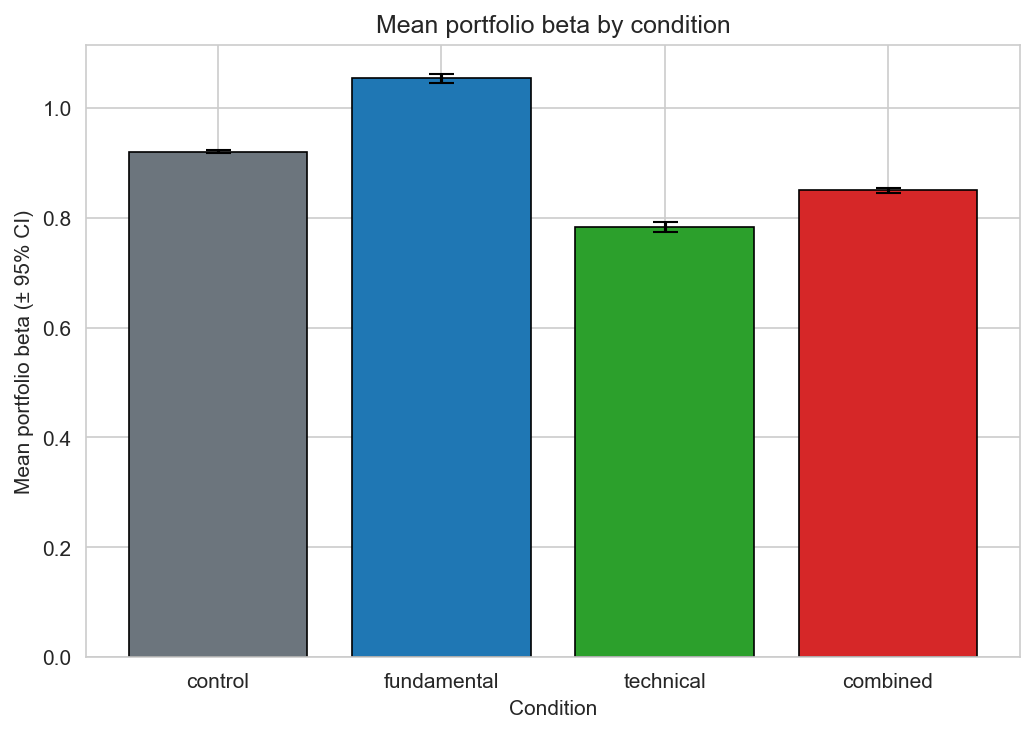 Mean portfolio beta by condition
Mean portfolio beta (± 95% CI)
1.0
0.8
0.6
0.4
0.2
0.0
control fundamental technical combined
Condition